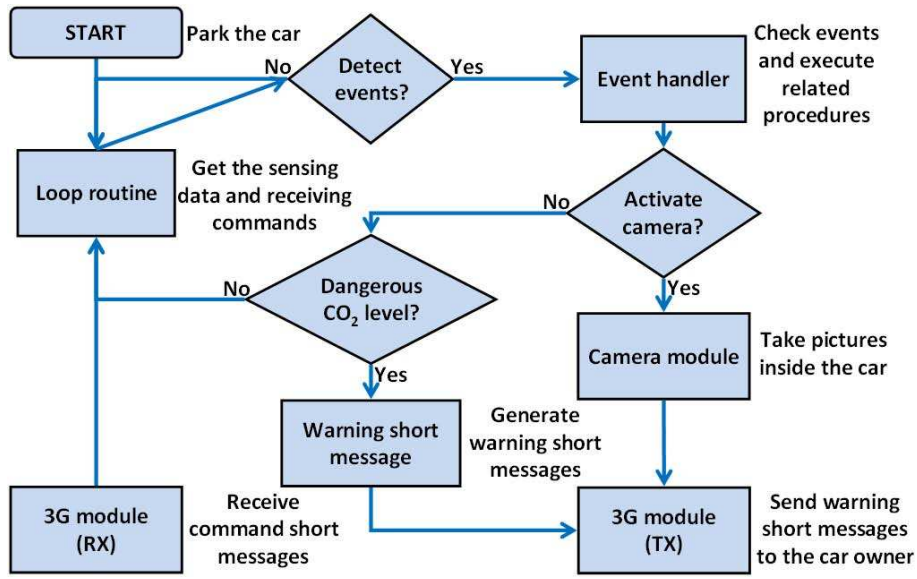 START
Park the car
No
Detect
events?
Yes
Event handler
Check events
and execute
related
procedures
Loop routine
Get the sensing
data and receiving
commands
No
Activate
camera?
No
Dangerous
CO₂ level?
Yes
Yes
Camera module
Take pictures
inside the car
Warning short
message
Generate
warning short
messages
3G module
(RX)
Receive
command short
messages
3G module
(TX)
Send warning
short messages
to the car owner